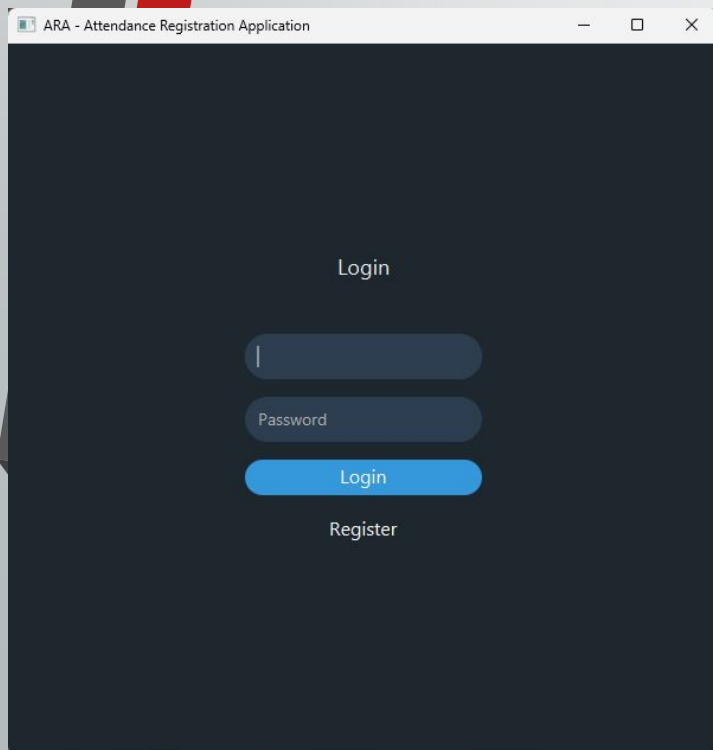 ARA - Attendance Registration Application
Login
Password
Login
Register